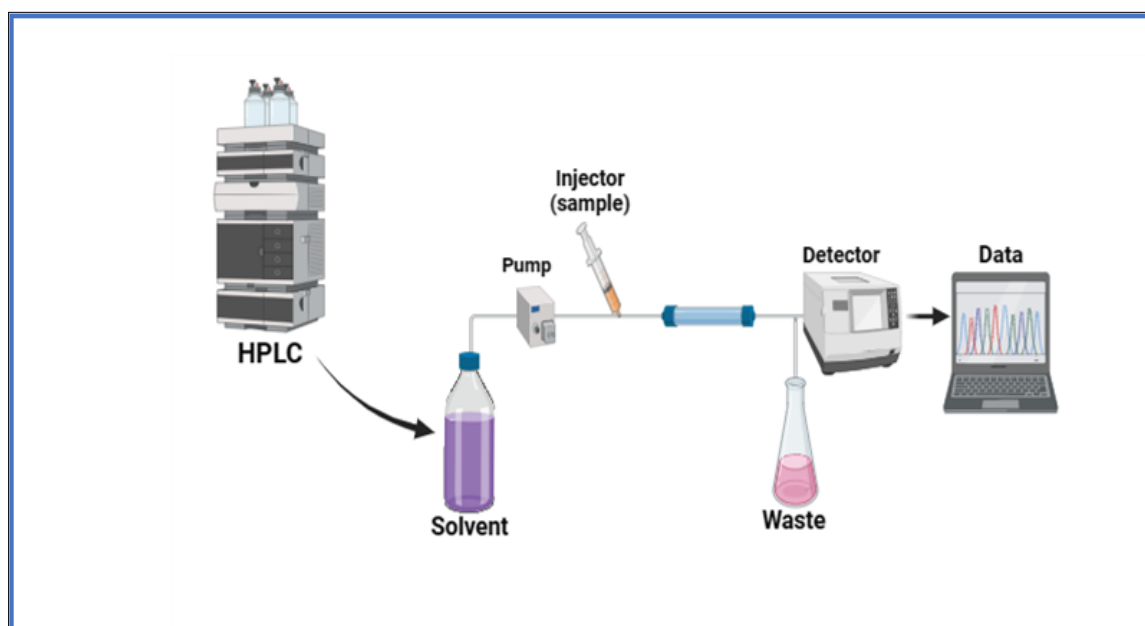 HPLC
Solvent
Pump
Injector
(sample)
Detector
Data
Waste